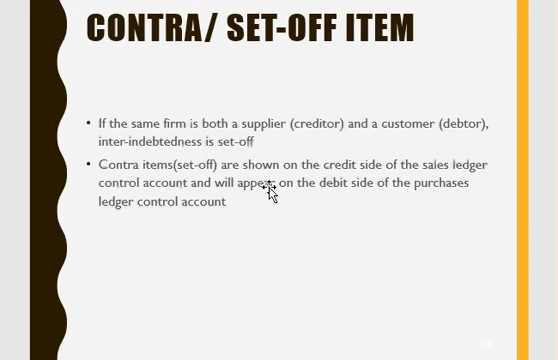 CONTRA/ SET-OFF ITEM
• If the same firm is both a supplier (creditor) and a customer (debtor),
inter-indebtedness is set-off
• Contra items(set-off) are shown on the credit side of the sales ledger
control account and will appear on the debit side of the purchases
ledger control account
24